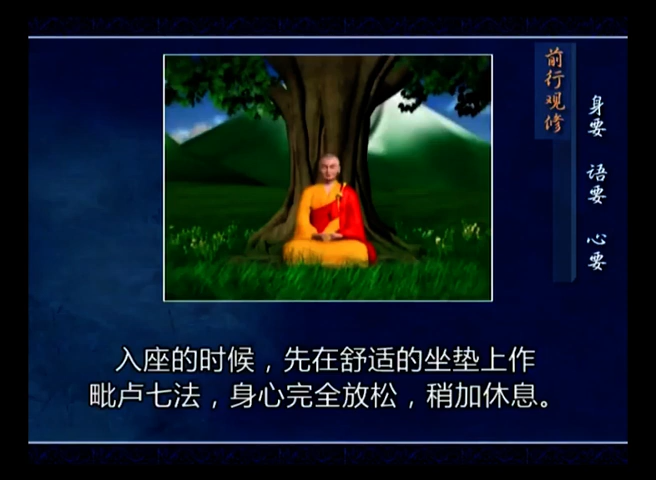 前行观修
身要 语要 心要
入座的时候，先在舒适的坐垫上作
毗卢七法，身心完全放松，稍加休息。